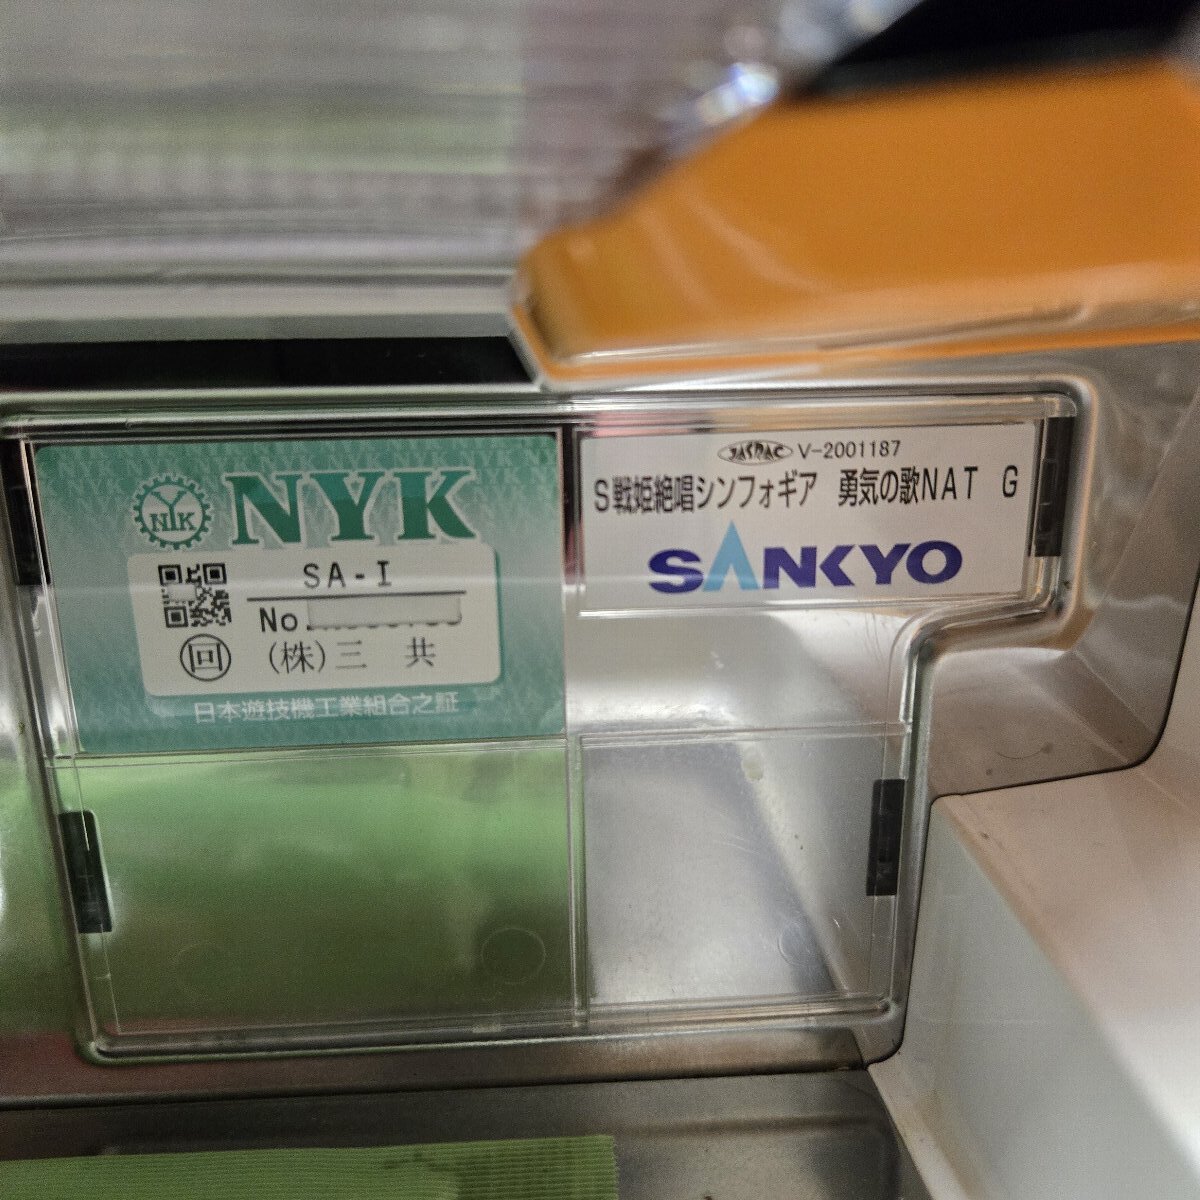 NYK
NYK
SA-I
No.
回
(株)三 共
日本遊技機工業組合之証
JASRAC V-2001187
S戦姫絶唱シンフォギア 勇気の歌NAT G
SANKYO